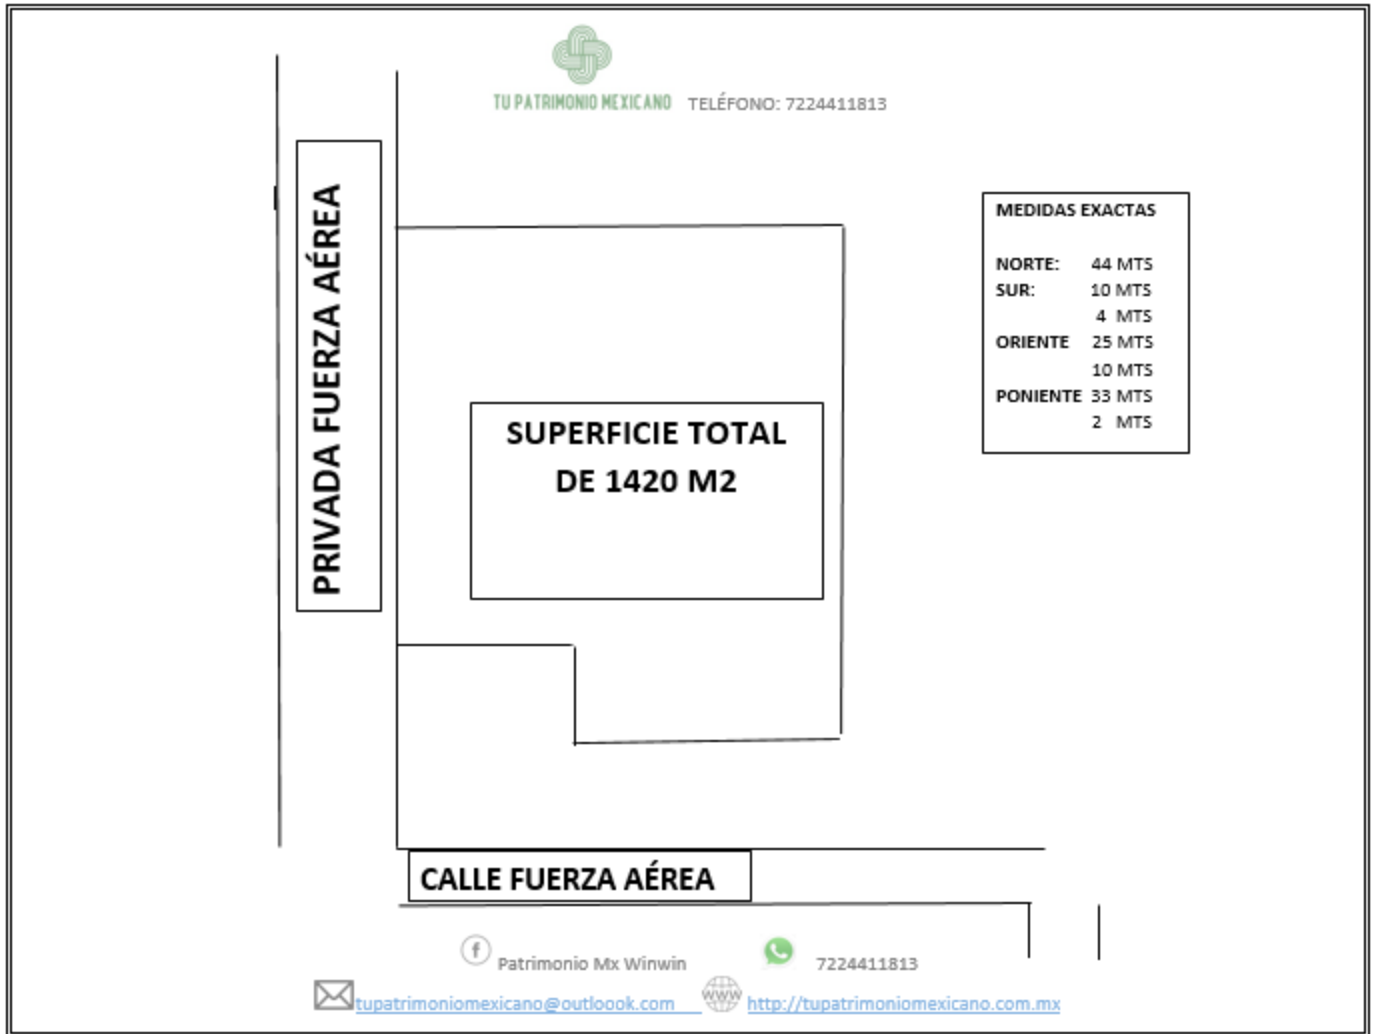 TU PATRIMONIO MEXICANO TELÉFONO: 7224411813
PRIVADA FUERZA AÉREA
MEDIDAS EXACTAS
NORTE: 44 MTS
SUR: 10 MTS
4 MTS
ORIENTE 25 MTS
10 MTS
PONIENTE 33 MTS
2 MTS
SUPERFICIE TOTAL
DE 1420 M2
CALLE FUERZA AÉREA
Patrimonio Mx Winwin 7224411813
tupatrimoniomexicano@outloook.com www http://tupatrimoniomexicano.com.mx